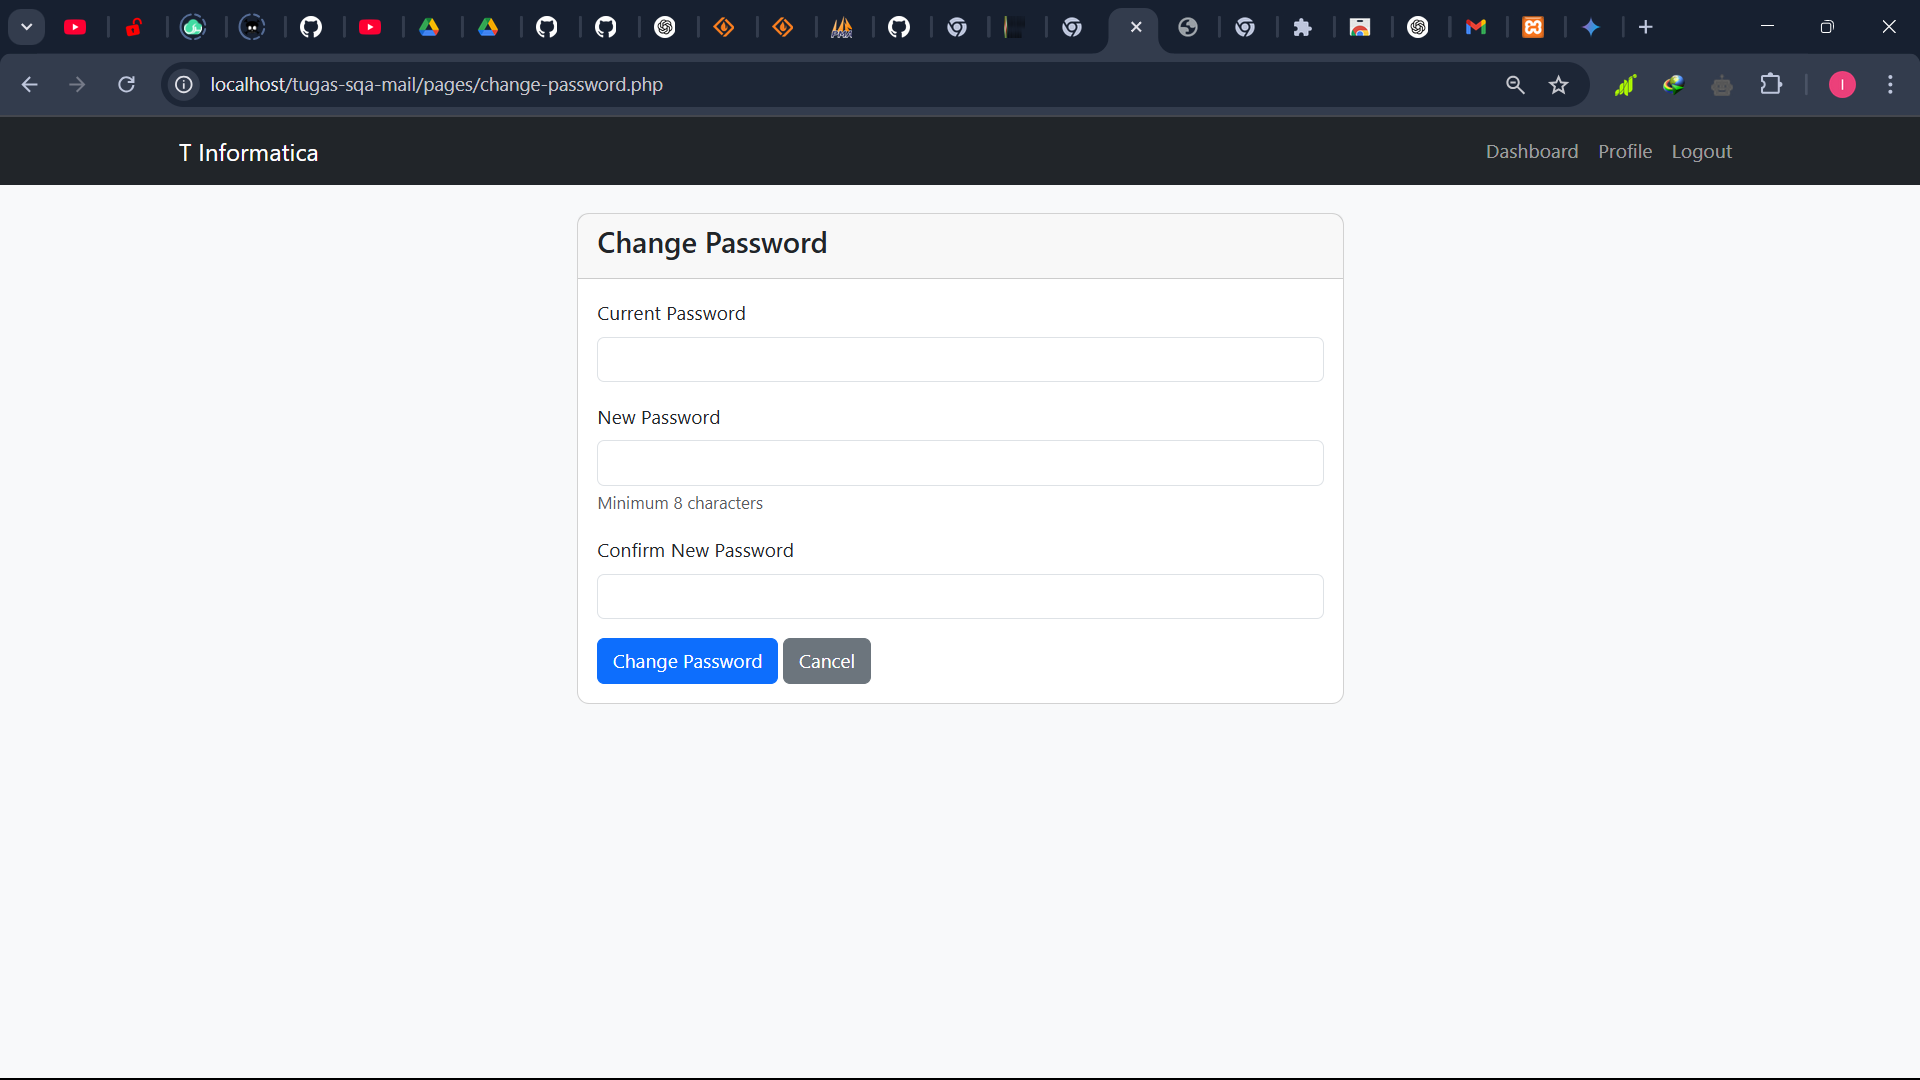 localhost/tugas-sqa-mail/pages/change-password.php
T Informatica
Dashboard Profile Logout
Change Password
Current Password
New Password
Minimum 8 characters
Confirm New Password
Change Password Cancel